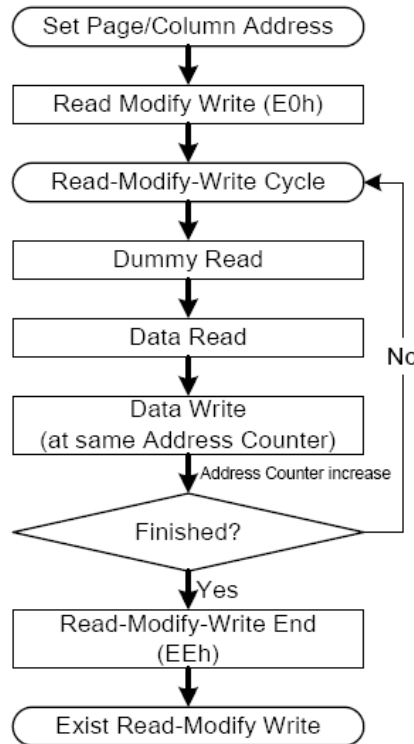 Set Page/Column Address
Read Modify Write (E0h)
Read-Modify-Write Cycle
Dummy Read
Data Read
No
Data Write
(at same Address Counter)
Address Counter increase
Finished?
Yes
Read-Modify-Write End
(EEh)
Exist Read-Modify Write